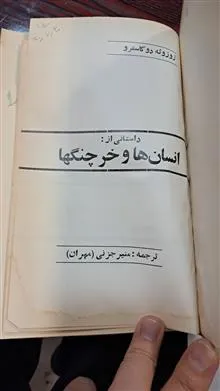 ژوزوئه دوکاسترو
داستانی از:
انسان‌ها و خرچنگها
ترجمه: منیر جزنی (مهران)